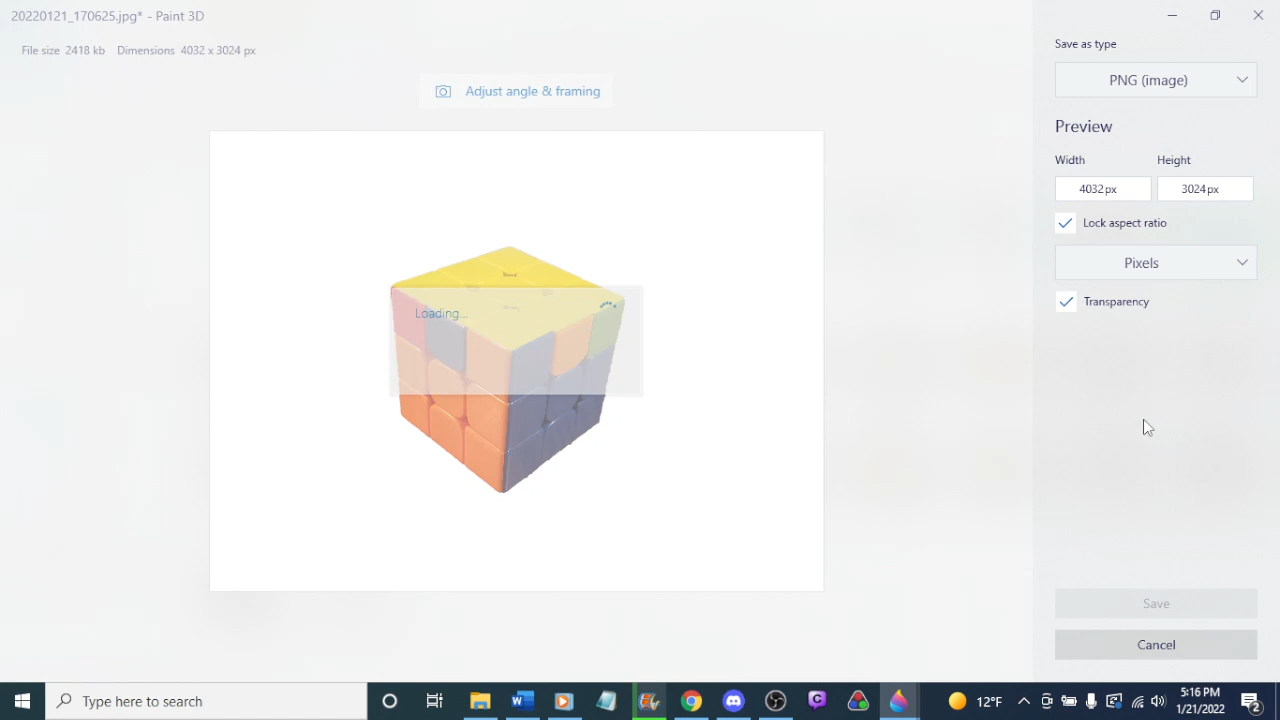 20220121_170625.jpg* - Paint 3D
File size 2418 kb Dimensions 4032 x 3024 px
Adjust angle & framing
Loading...
Save as type
PNG (image)
Preview
Width Height
4032px 3024px
Lock aspect ratio
Pixels
Transparency
Save
Cancel
Type here to search
12°F
5:16 PM
1/21/2022
2